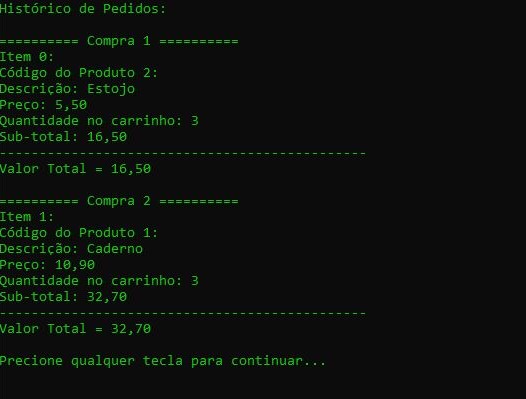 Histórico de Pedidos:
========== Compra 1 ==========
Item 0:
Código do Produto 2:
Descrição: Estojo
Preço: 5,50
Quantidade no carrinho: 3
Sub-total: 16,50
----------------------------------------------
Valor Total = 16,50
========== Compra 2 ==========
Item 1:
Código do Produto 1:
Descrição: Caderno
Preço: 10,90
Quantidade no carrinho: 3
Sub-total: 32,70
----------------------------------------------
Valor Total = 32,70
Precione qualquer tecla para continuar...